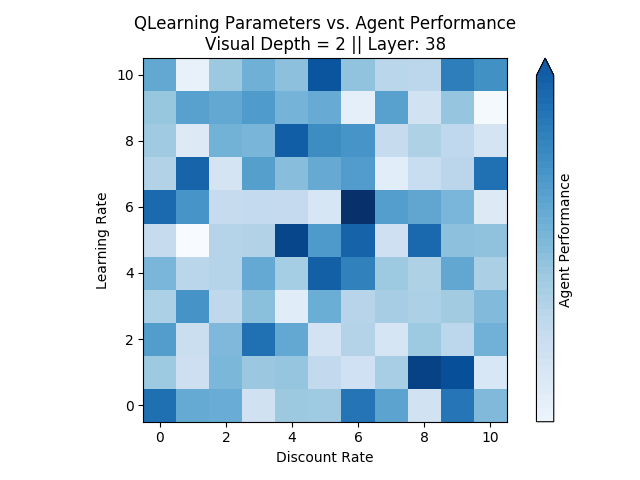 QLearning Parameters vs. Agent Performance
Visual Depth = 2 || Layer: 38
10
8
6
4
2
0
Learning Rate
0 2 4 6 8 10
Discount Rate
Agent Performance